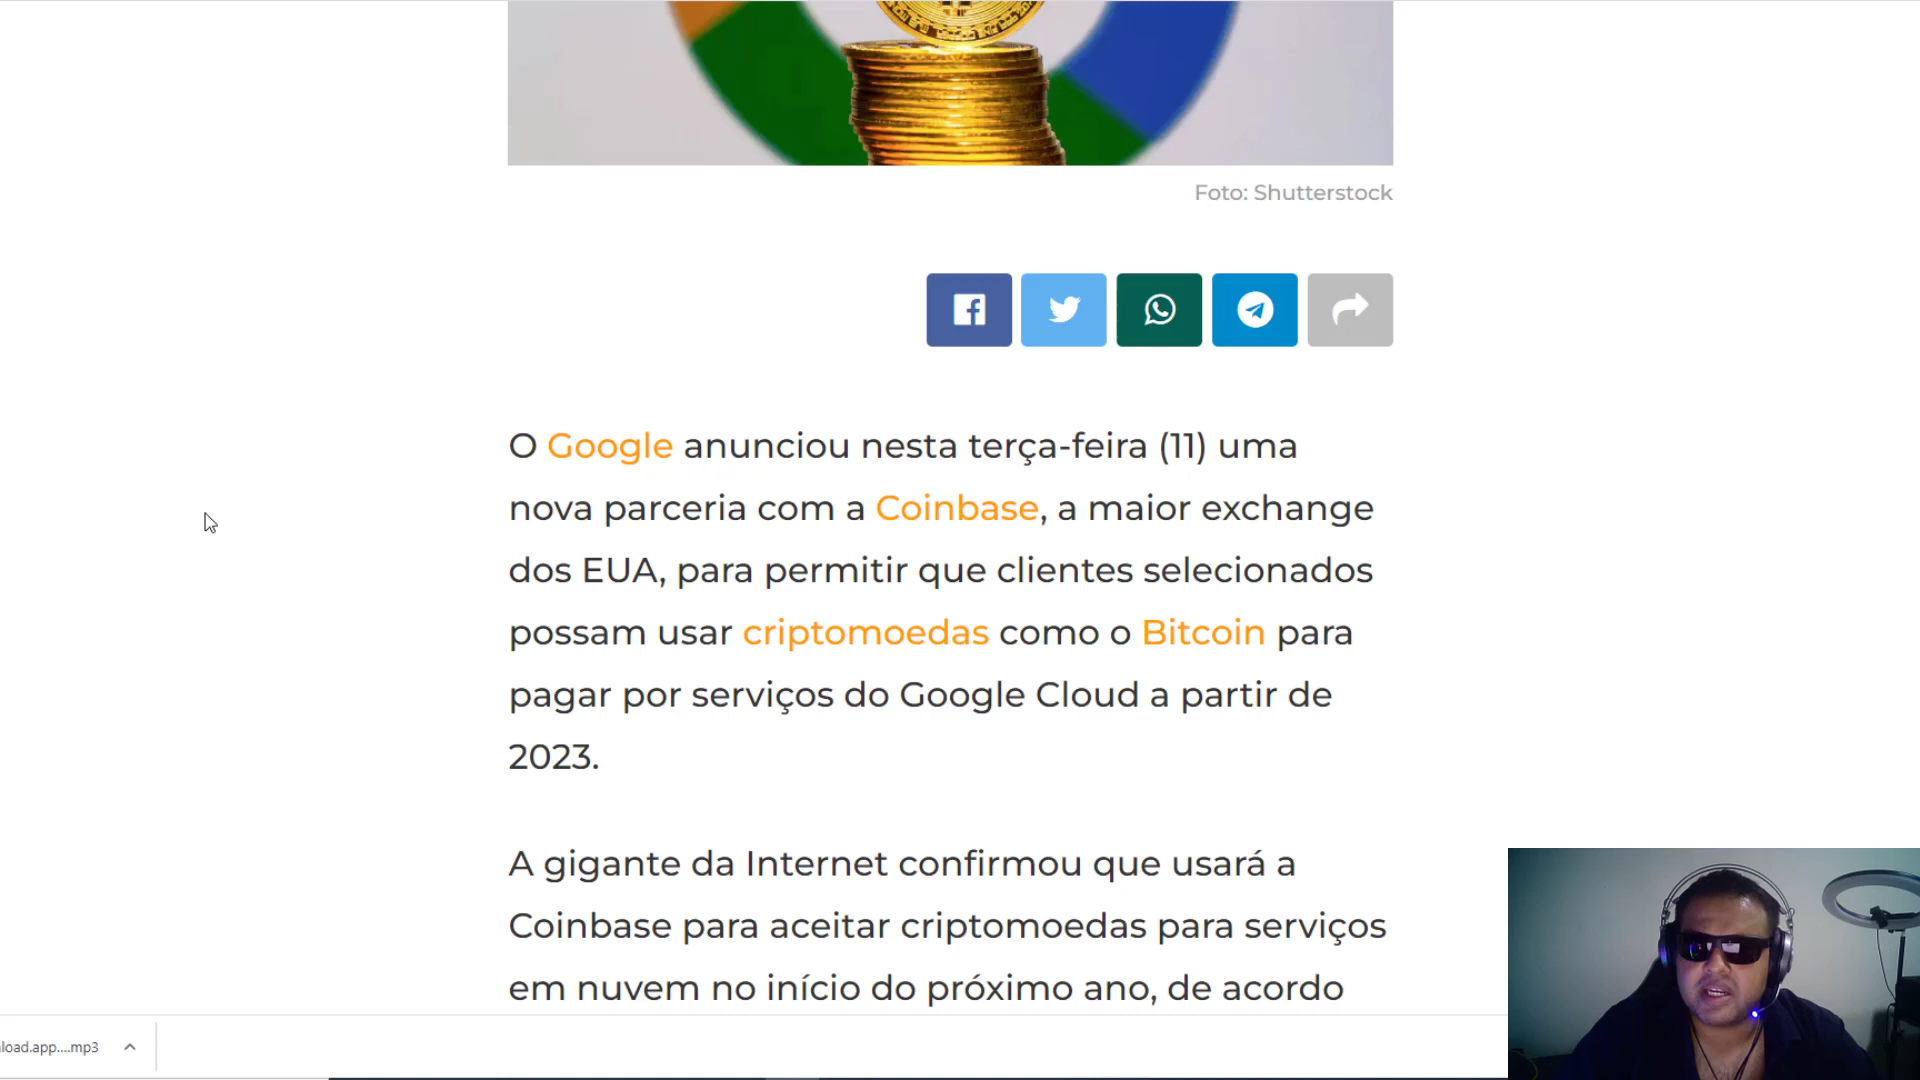 Foto: Shutterstock
O Google anunciou nesta terça-feira (11) uma
nova parceria com a Coinbase, a maior exchange
dos EUA, para permitir que clientes selecionados
possam usar criptomoedas como o Bitcoin para
pagar por serviços do Google Cloud a partir de
2023.
A gigante da Internet confirmou que usará a
Coinbase para aceitar criptomoedas para serviços
em nuvem no início do próximo ano, de acordo
load.app....mp3